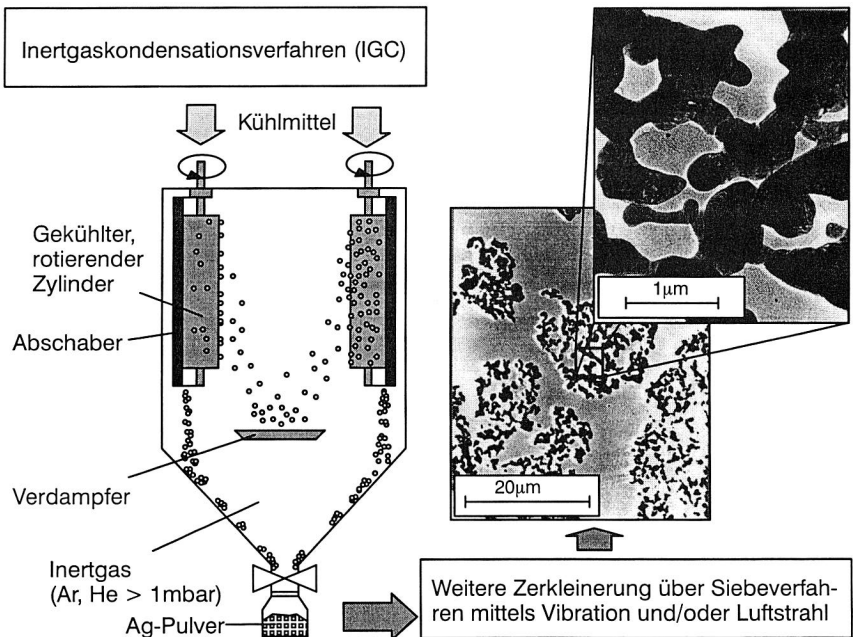 Inertgaskondensationsverfahren (IGC)
Kühlmittel
Gekühlter,
rotierender
Zylinder
Abschaber
Verdampfer
Inertgas
(Ar, He > 1mbar)
Ag-Pulver
1µm
20µm
Weitere Zerkleinerung über Siebeverfah-
ren mittels Vibration und/oder Luftstrahl